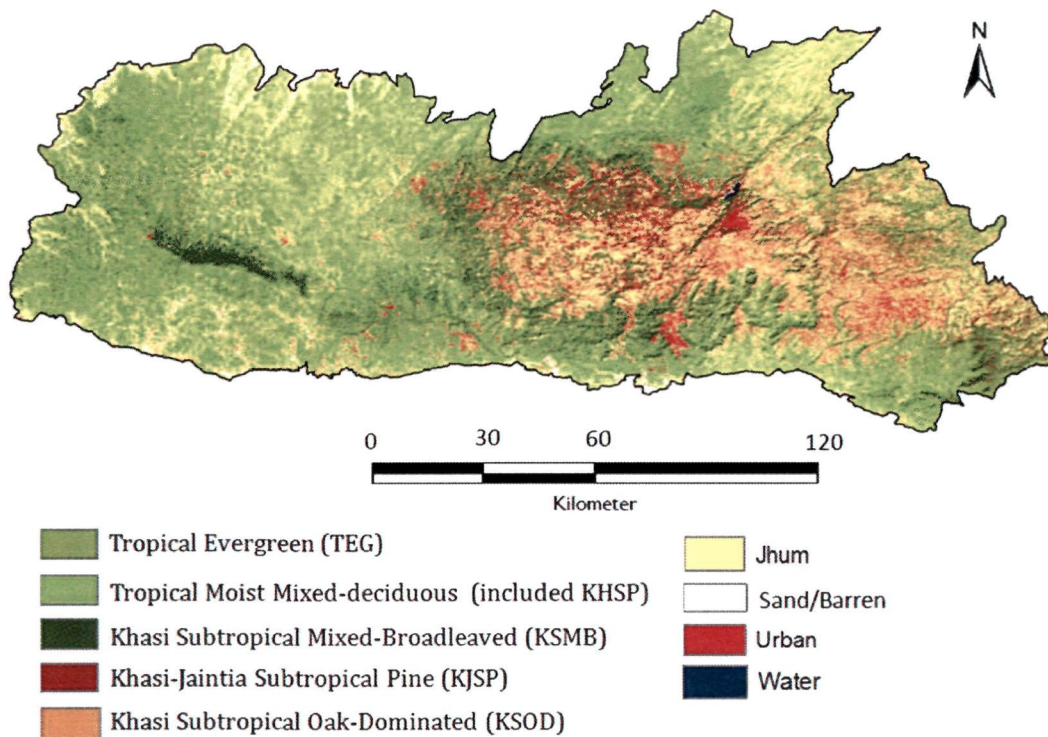 N
0 30 60 120
Kilometer
Tropical Evergreen (TEG)
Tropical Moist Mixed-deciduous (included KHSP)
Khasi Subtropical Mixed-Broadleaved (KSMB)
Khasi-Jaintia Subtropical Pine (KJSP)
Khasi Subtropical Oak-Dominated (KSOD)
Jhum
Sand/Barren
Urban
Water